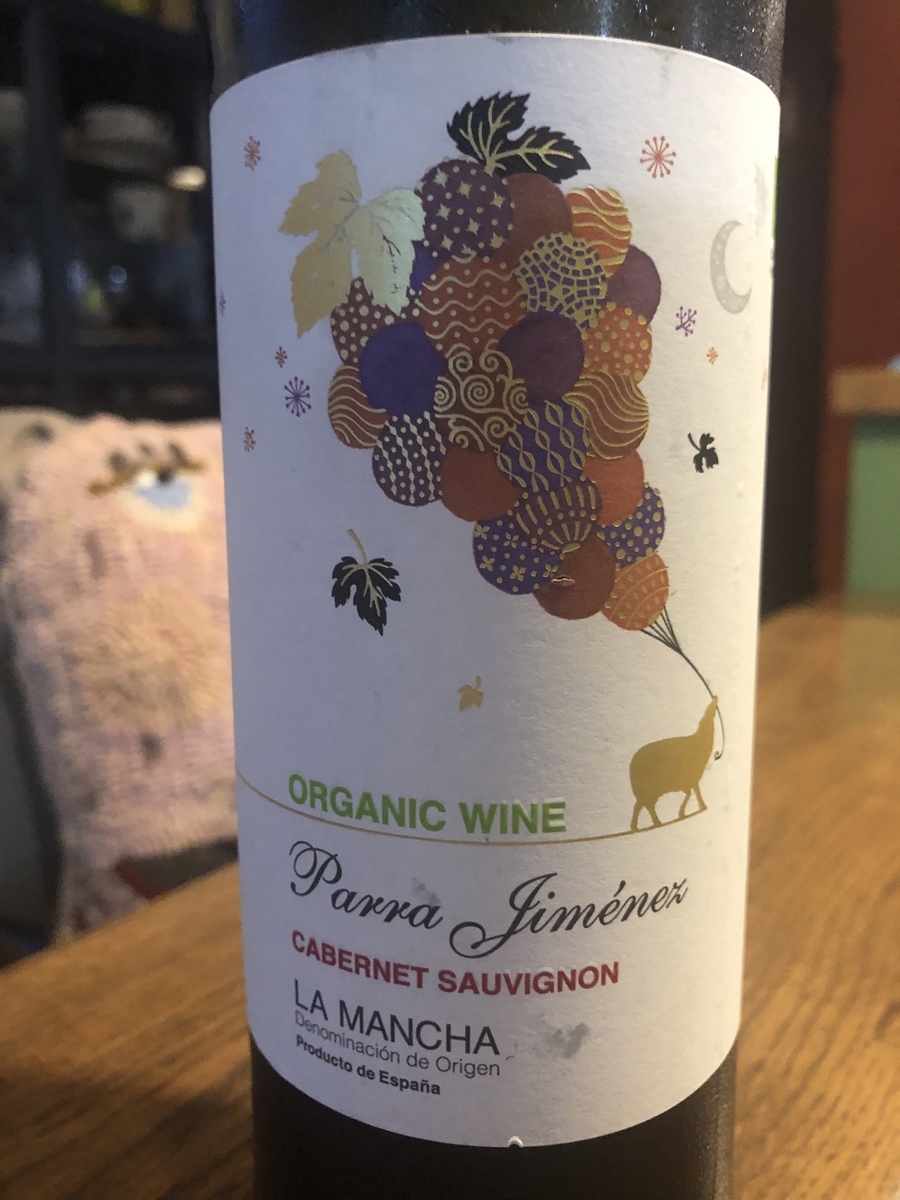 ORGANIC WINE
Parra Jiménez
CABERNET SAUVIGNON
LA MANCHA
Denominación de Origen
Producto de España